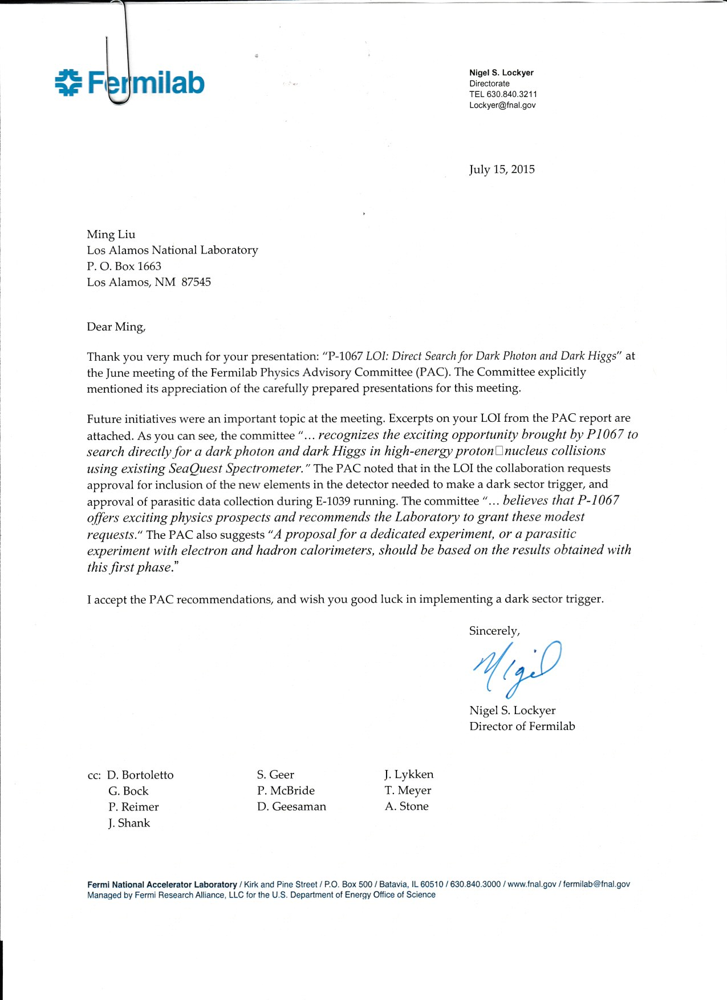 Fermilab
Nigel S. Lockyer
Directorate
TEL 630.840.3211
Lockyer@fnal.gov
July 15, 2015
Ming Liu
Los Alamos National Laboratory
P. O. Box 1663
Los Alamos, NM  87545
Dear Ming,
Thank you very much for your presentation: “P-1067 LOI: Direct Search for Dark Photon and Dark Higgs” at
the June meeting of the Fermilab Physics Advisory Committee (PAC). The Committee explicitly
mentioned its appreciation of the carefully prepared presentations for this meeting.
Future initiatives were an important topic at the meeting. Excerpts on your LOI from the PAC report are
attached. As you can see, the committee “… recognizes the exciting opportunity brought by P1067 to
search directly for a dark photon and dark Higgs in high-energy proton□nucleus collisions
using existing SeaQuest Spectrometer.” The PAC noted that in the LOI the collaboration requests
approval for inclusion of the new elements in the detector needed to make a dark sector trigger, and
approval of parasitic data collection during E-1039 running. The committee “… believes that P-1067
offers exciting physics prospects and recommends the Laboratory to grant these modest
requests.“ The PAC also suggests “A proposal for a dedicated experiment, or a parasitic
experiment with electron and hadron calorimeters, should be based on the results obtained with
this first phase.”
I accept the PAC recommendations, and wish you good luck in implementing a dark sector trigger.
Sincerely,
Nigel
Nigel S. Lockyer
Director of Fermilab
cc: D. Bortoletto S. Geer J. Lykken
G. Bock P. McBride T. Meyer
P. Reimer D. Geesaman A. Stone
J. Shank
Fermi National Accelerator Laboratory / Kirk and Pine Street / P.O. Box 500 / Batavia, IL 60510 / 630.840.3000 / www.fnal.gov / fermilab@fnal.gov
Managed by Fermi Research Alliance, LLC for the U.S. Department of Energy Office of Science